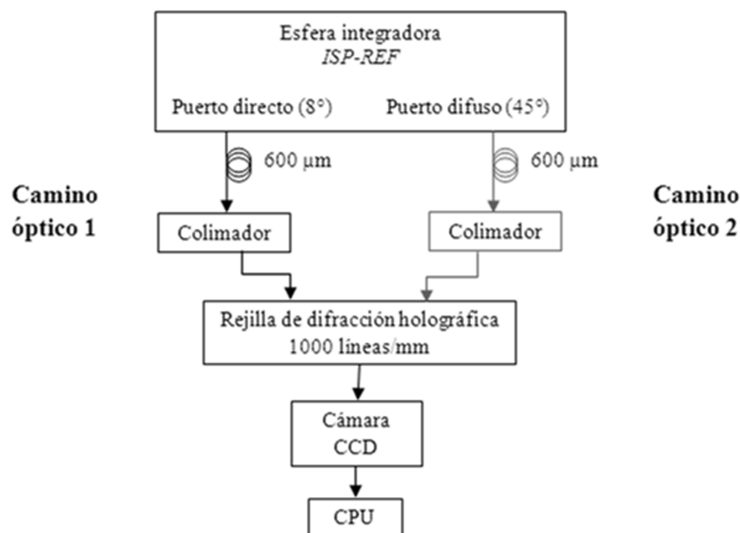 Esfera integradora
ISP-REF
Puerto directo (8°)
Puerto difuso (45°)
600 µm
600 µm
Camino
óptico 1
Camino
óptico 2
Colimador
Colimador
Rejilla de difracción holográfica
1000 líneas/mm
Cámara
CCD
CPU